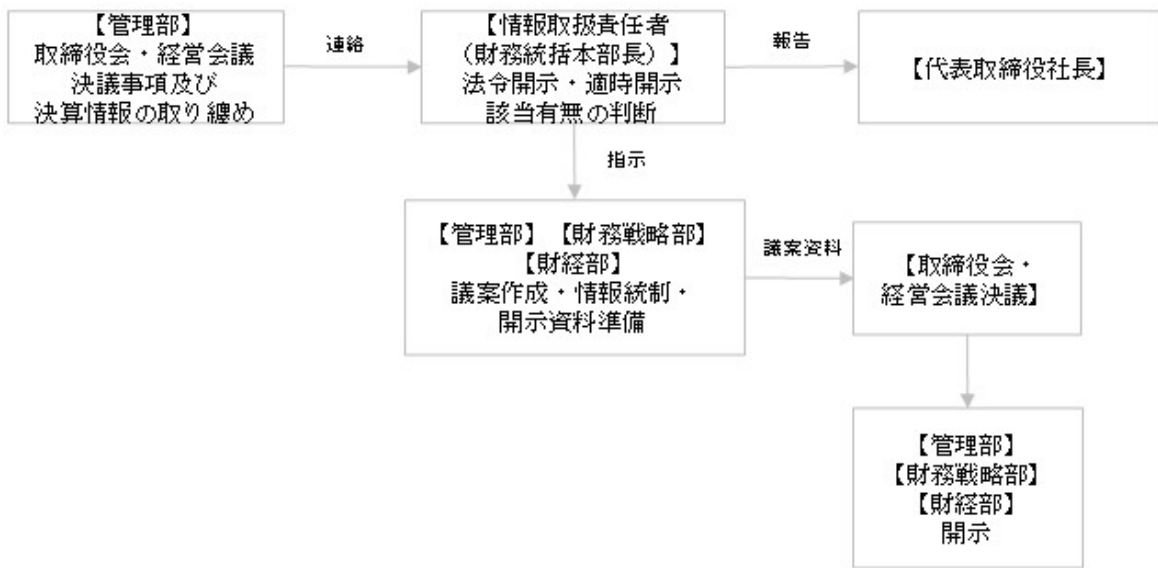 【管理部】
取締役会・経営会議
決議事項及び
決算情報の取り纏め
連絡
【情報取扱責任者
（財務統括本部長）】
法令開示・適時開示
該当有無の判断
報告
【代表取締役社長】
指示
【管理部】【財務戦略部】
【財経部】
議案作成・情報統制・
開示資料準備
議案資料
【取締役会・
経営会議決議】
【管理部】
【財務戦略部】
【財経部】
開示